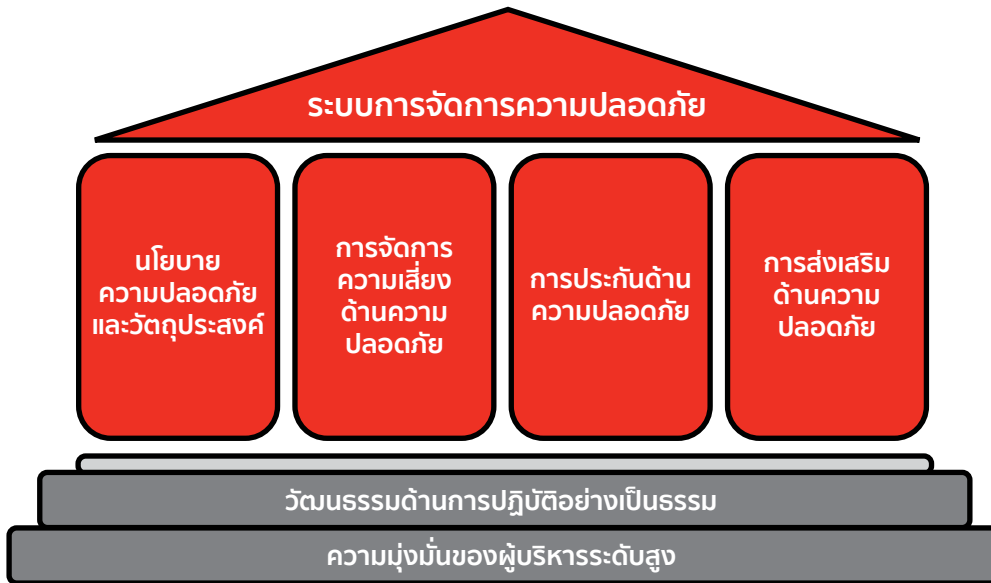 ระบบการจัดการความปลอดภัย
นโยบาย
ความปลอดภัย
และวัตถุประสงค์
การจัดการ
ความเสี่ยง
ด้านความ
ปลอดภัย
การประกันด้าน
ความปลอดภัย
การส่งเสริม
ด้านความ
ปลอดภัย
วัฒนธรรมด้านการปฏิบัติอย่างเป็นธรรม
ความมุ่งมั่นของผู้บริหารระดับสูง